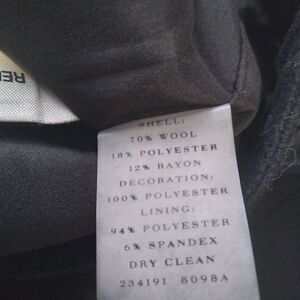 SHELL:
70% WOOL
18% POLYESTER
12% RAYON
DECORATION:
100% POLYESTER
LINING:
94% POLYESTER
6% SPANDEX
DRY CLEAN
234191 8098A